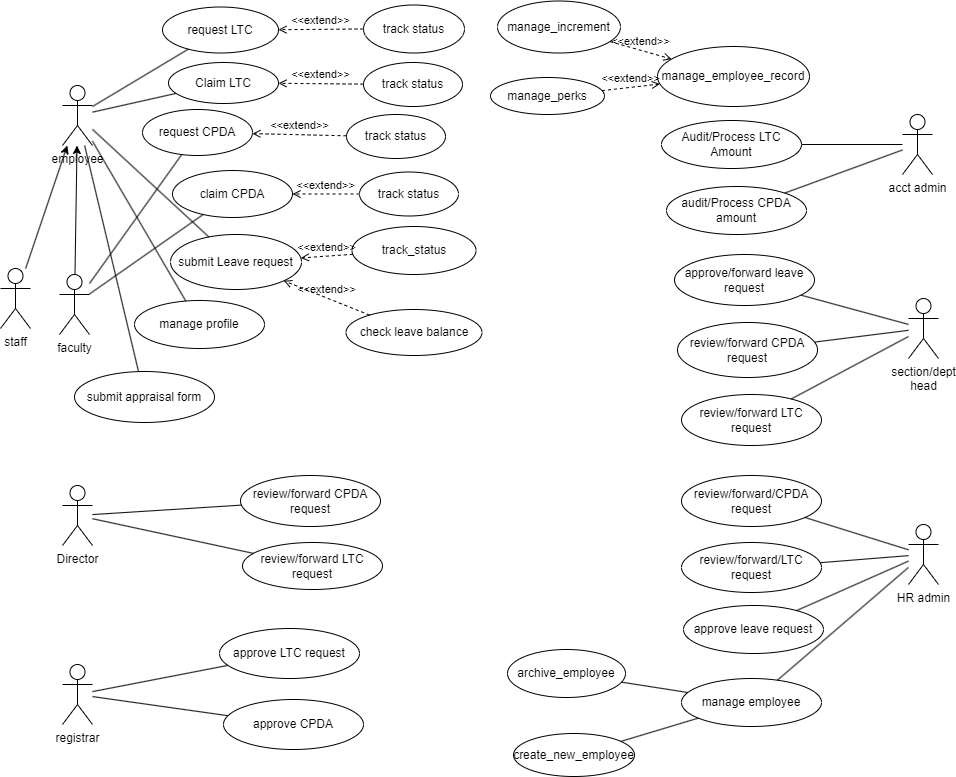 request LTC
<<extend>>
track status
Claim LTC
<<extend>>
track status
employee
request CPDA
<<extend>>
track status
claim CPDA
<<extend>>
track status
submit Leave request
<<extend>>
track_status
<<extend>>
check leave balance
manage profile
staff
faculty
submit appraisal form
manage_increment
<<extend>>
manage_employee_record
<<extend>>
manage_perks
Audit/Process LTC
Amount
acct admin
audit/Process CPDA
amount
approve/forward leave
request
review/forward CPDA
request
section/dept
head
review/forward LTC
request
Director
review/forward CPDA
request
review/forward LTC
request
review/forward/CPDA
request
review/forward/LTC
request
HR admin
approve leave request
archive_employee
manage employee
create_new_employee
approve LTC request
registrar
approve CPDA